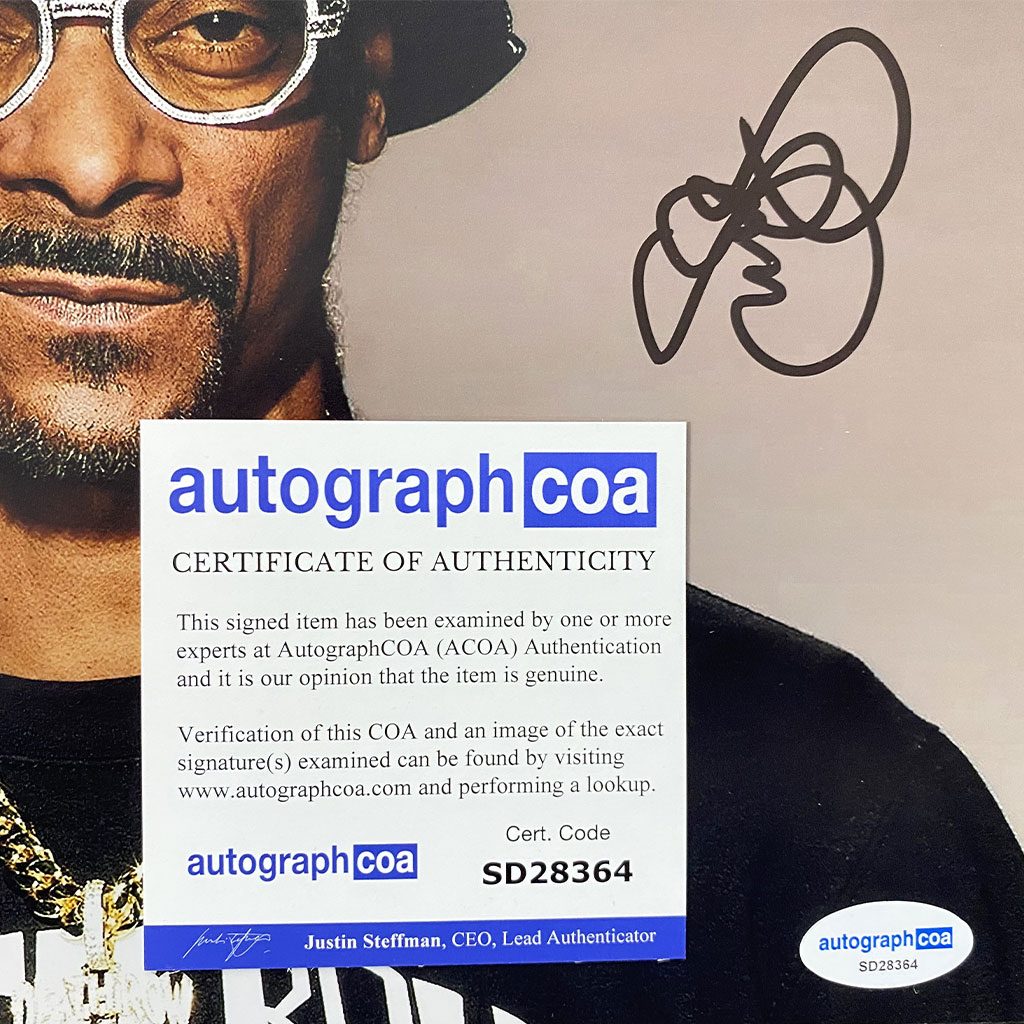 autographcoa
CERTIFICATE OF AUTHENTICITY
This signed item has been examined by one or more
experts at AutographCOA (ACOA) Authentication
and it is our opinion that the item is genuine.
Verification of this COA and an image of the exact
signature(s) examined can be found by visiting
www.autographcoa.com and performing a lookup.
Cert. Code
autographcoa
SD28364
Justin Steffman, CEO, Lead Authenticator
autographcoa
SD28364